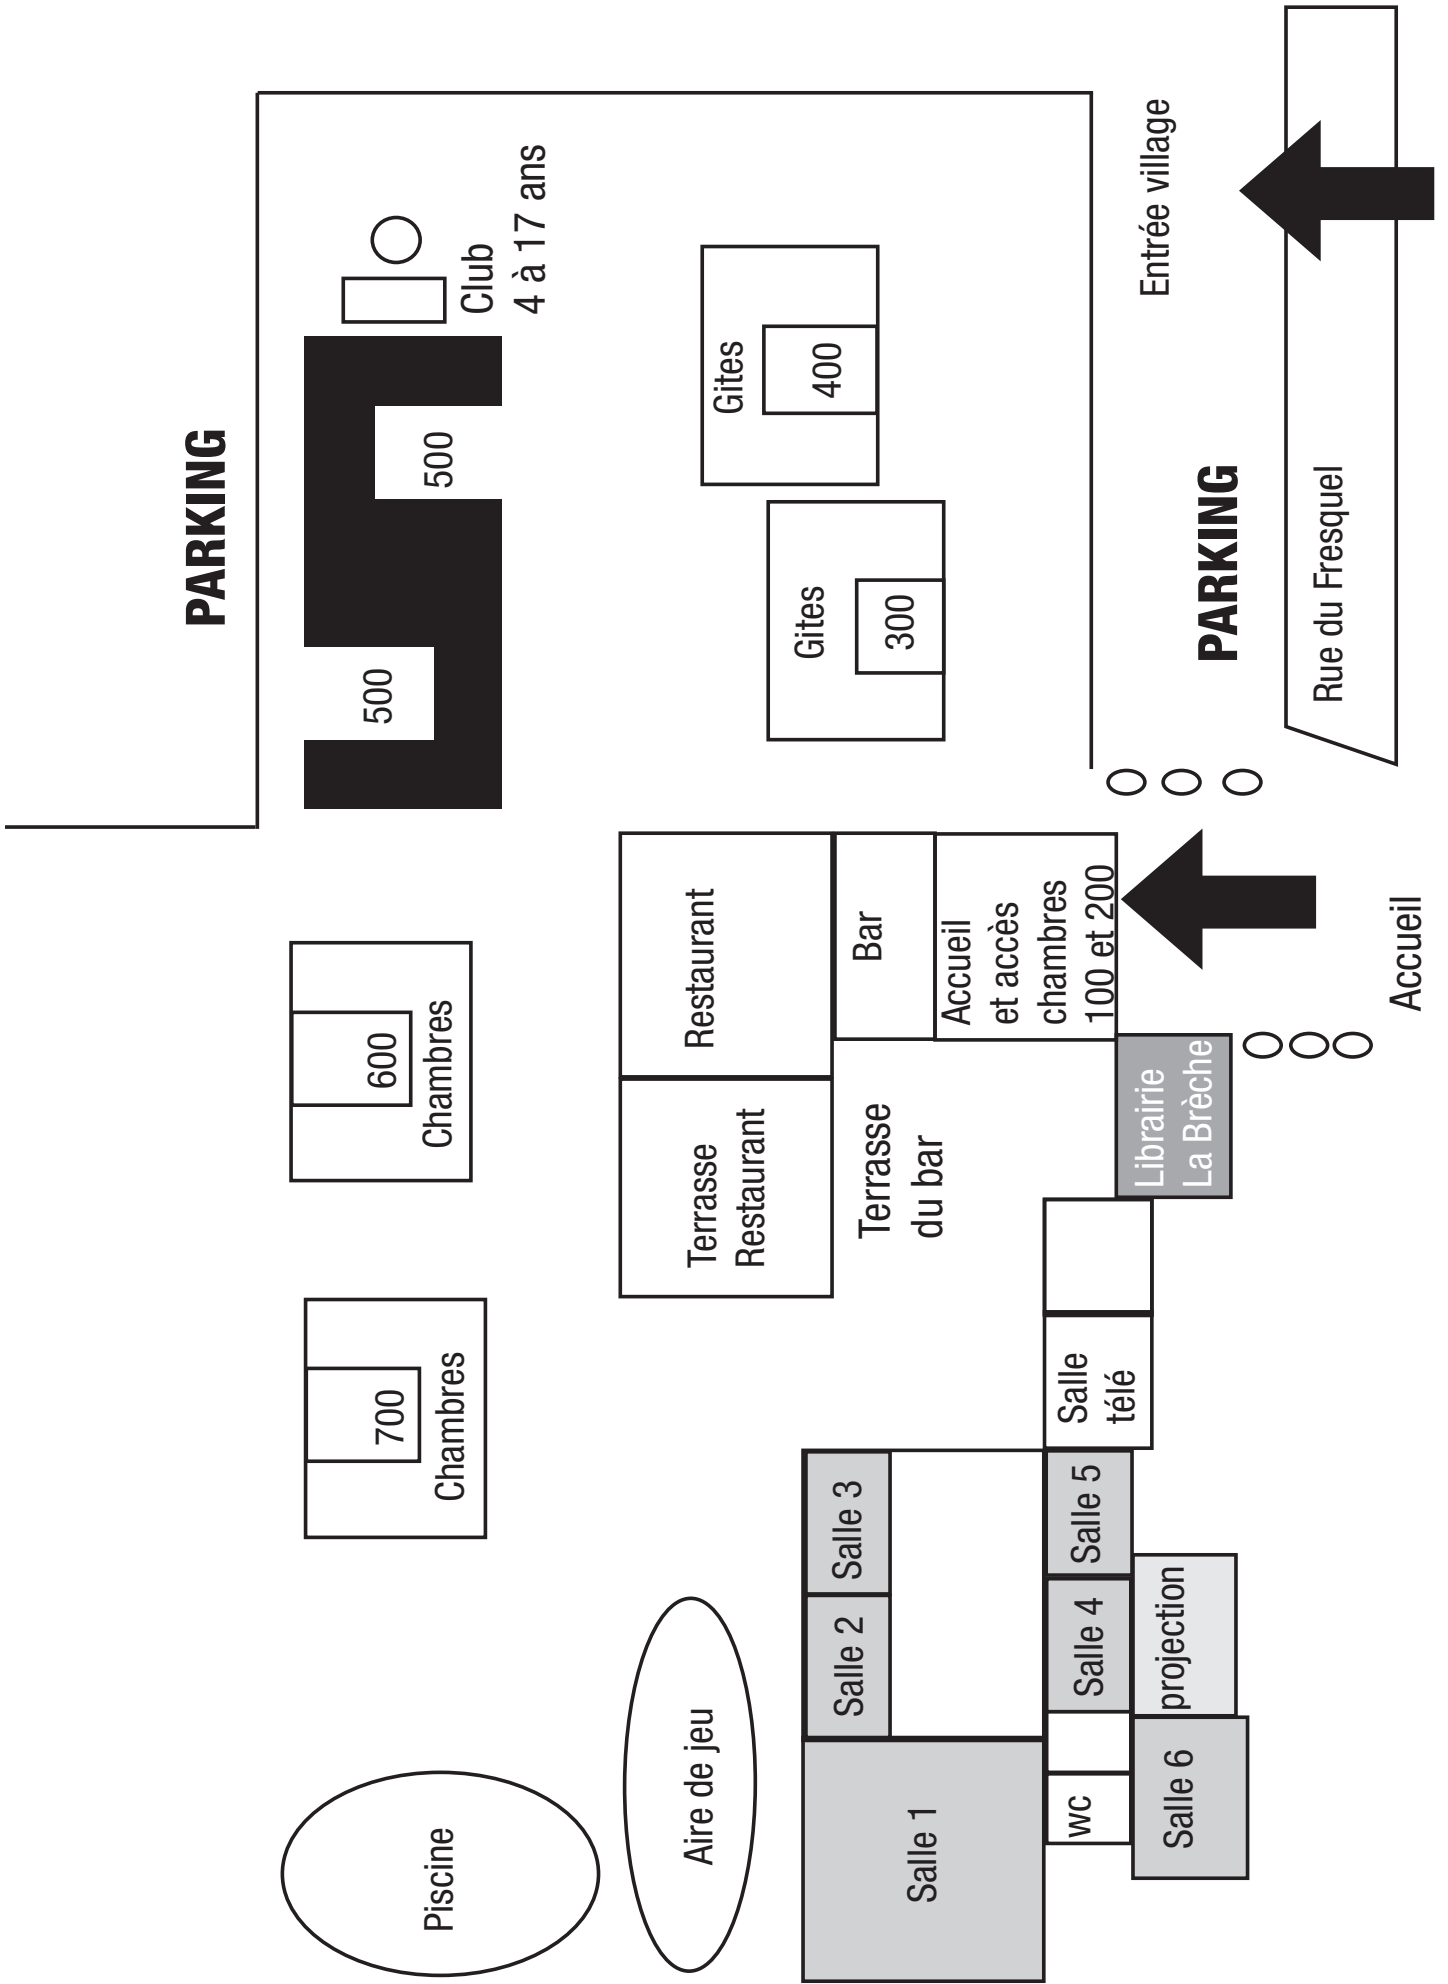 PARKING
500
500
Club
4 à 17 ans
Gites
400
Gites
300
Entrée village
PARKING
Rue du Fresquel
600
Chambres
700
Chambres
Restaurant
Terrasse
Restaurant
Bar
Terrasse
du bar
Accueil
et accès
chambres
100 et 200
Accueil
Librairie
La Brèche
Salle
télé
Piscine
Aire de jeu
Salle 3
Salle 2
Salle 1
Salle 5
Salle 4
wc
projection
Salle 6